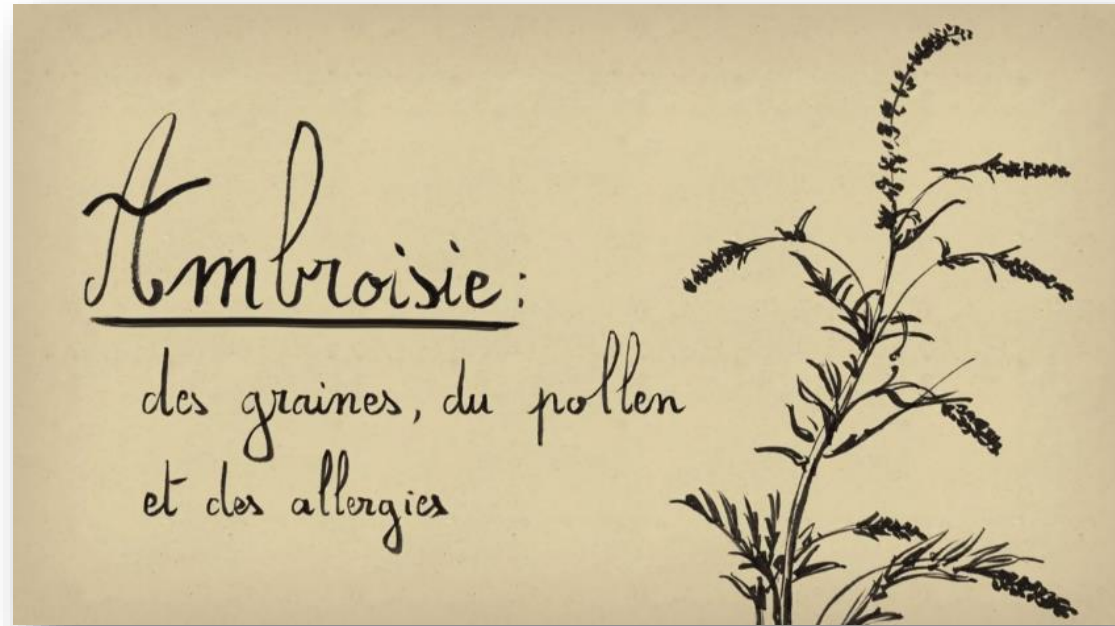 Ambroisie :
des graines, du pollen
et des allergies